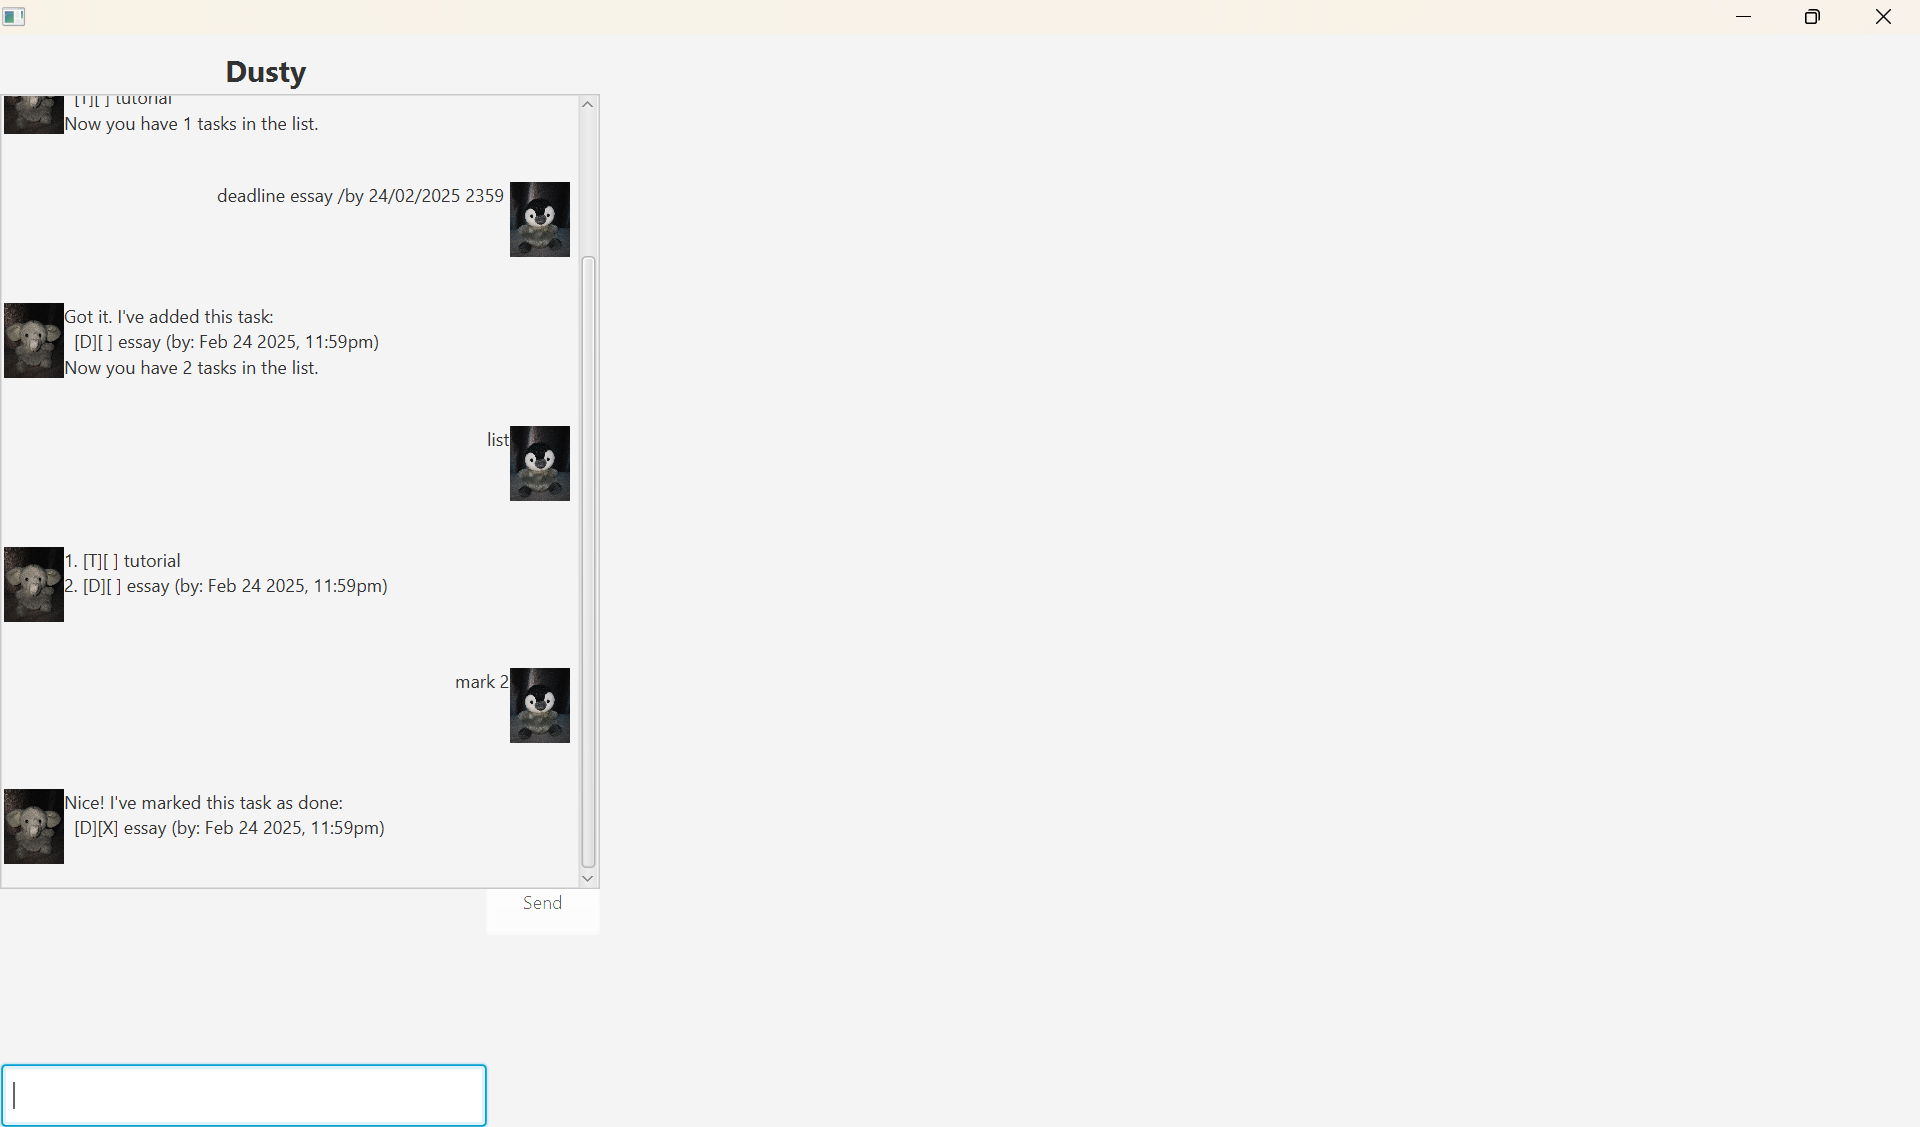 Dusty
[T][ ] tutorial
Now you have 1 tasks in the list.
deadline essay /by 24/02/2025 2359
Got it. I've added this task:
[D][ ] essay (by: Feb 24 2025, 11:59pm)
Now you have 2 tasks in the list.
list
1. [T][ ] tutorial
2. [D][ ] essay (by: Feb 24 2025, 11:59pm)
mark 2
Nice! I've marked this task as done:
[D][X] essay (by: Feb 24 2025, 11:59pm)
Send